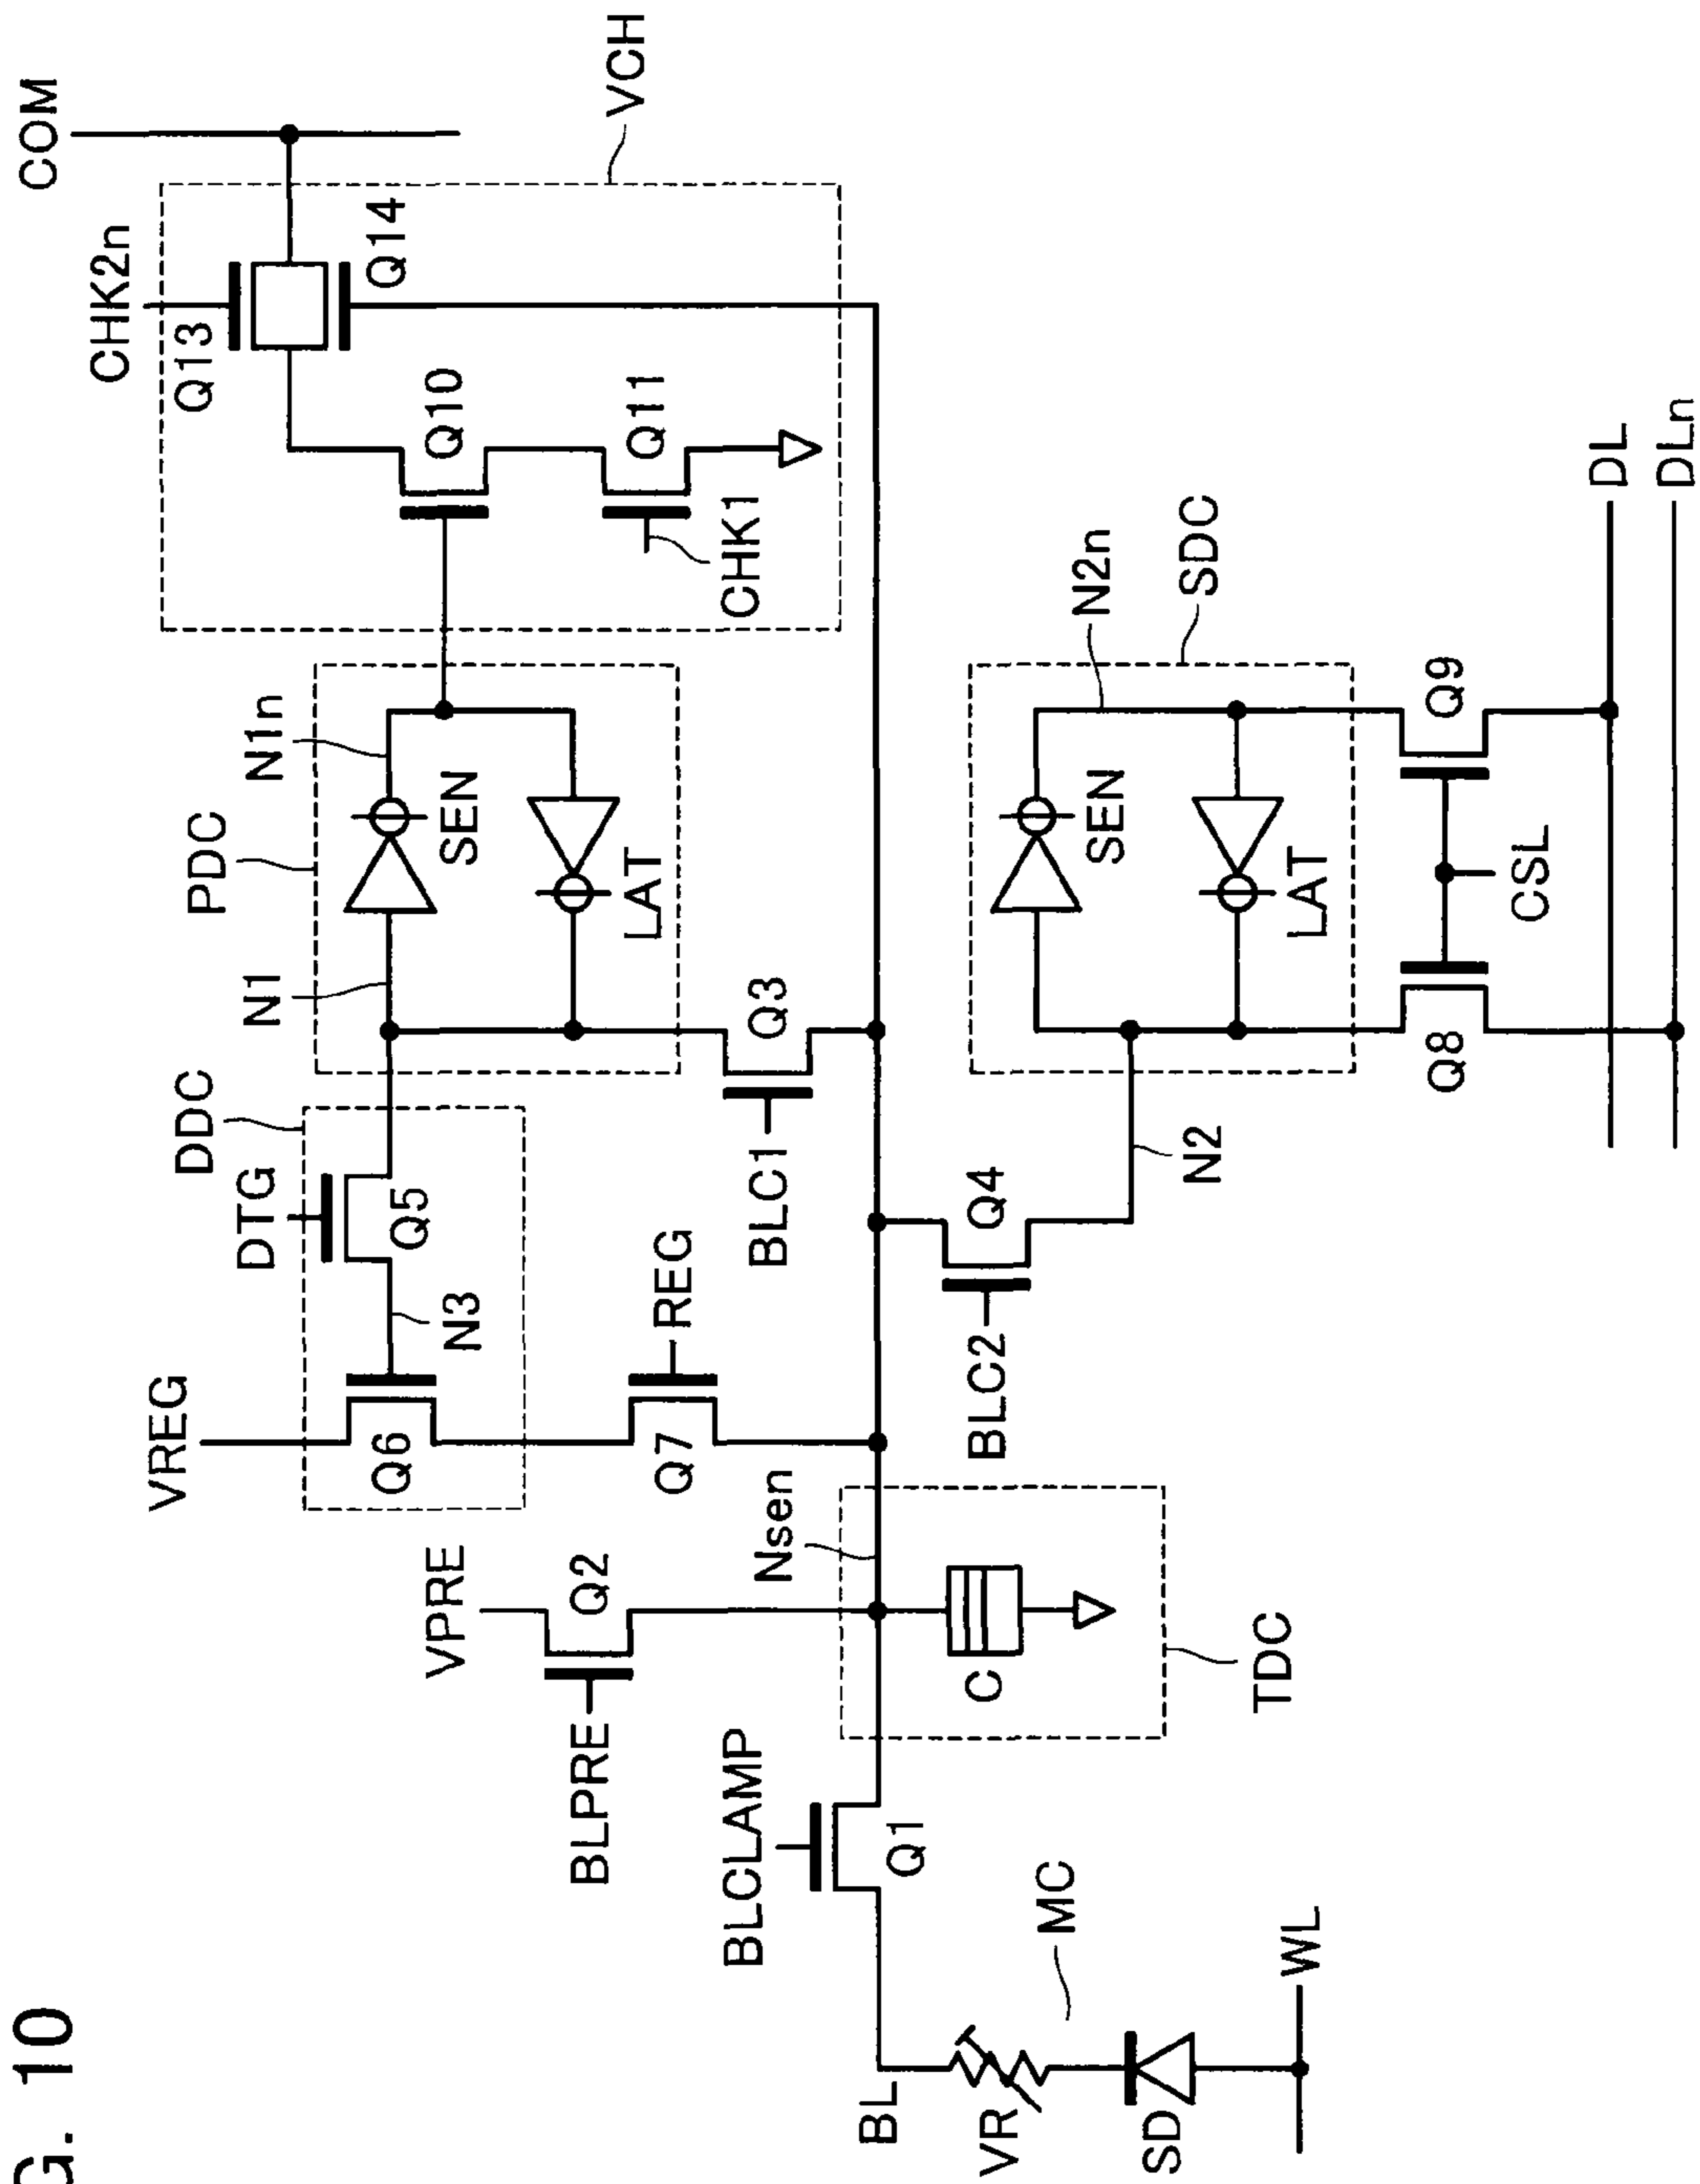 G. 10
COM
CHK2n
VREG
DTG
DDC
PDC
Q13
N1
N1n
Q14
VCH
VPRE
Q6
N3
Q5
SEN
Q10
BLPRE
Q2
Q7
REG
LAT
Q11
BLCLAMP
Nsen
BLC1
Q3
CHK1
BL
Q1
C
BLC2
Q4
VR
MC
SEN
N2n
SD
TDC
N2
SDC
WL
LAT
Q8
Q9
CSL
DL
DLn